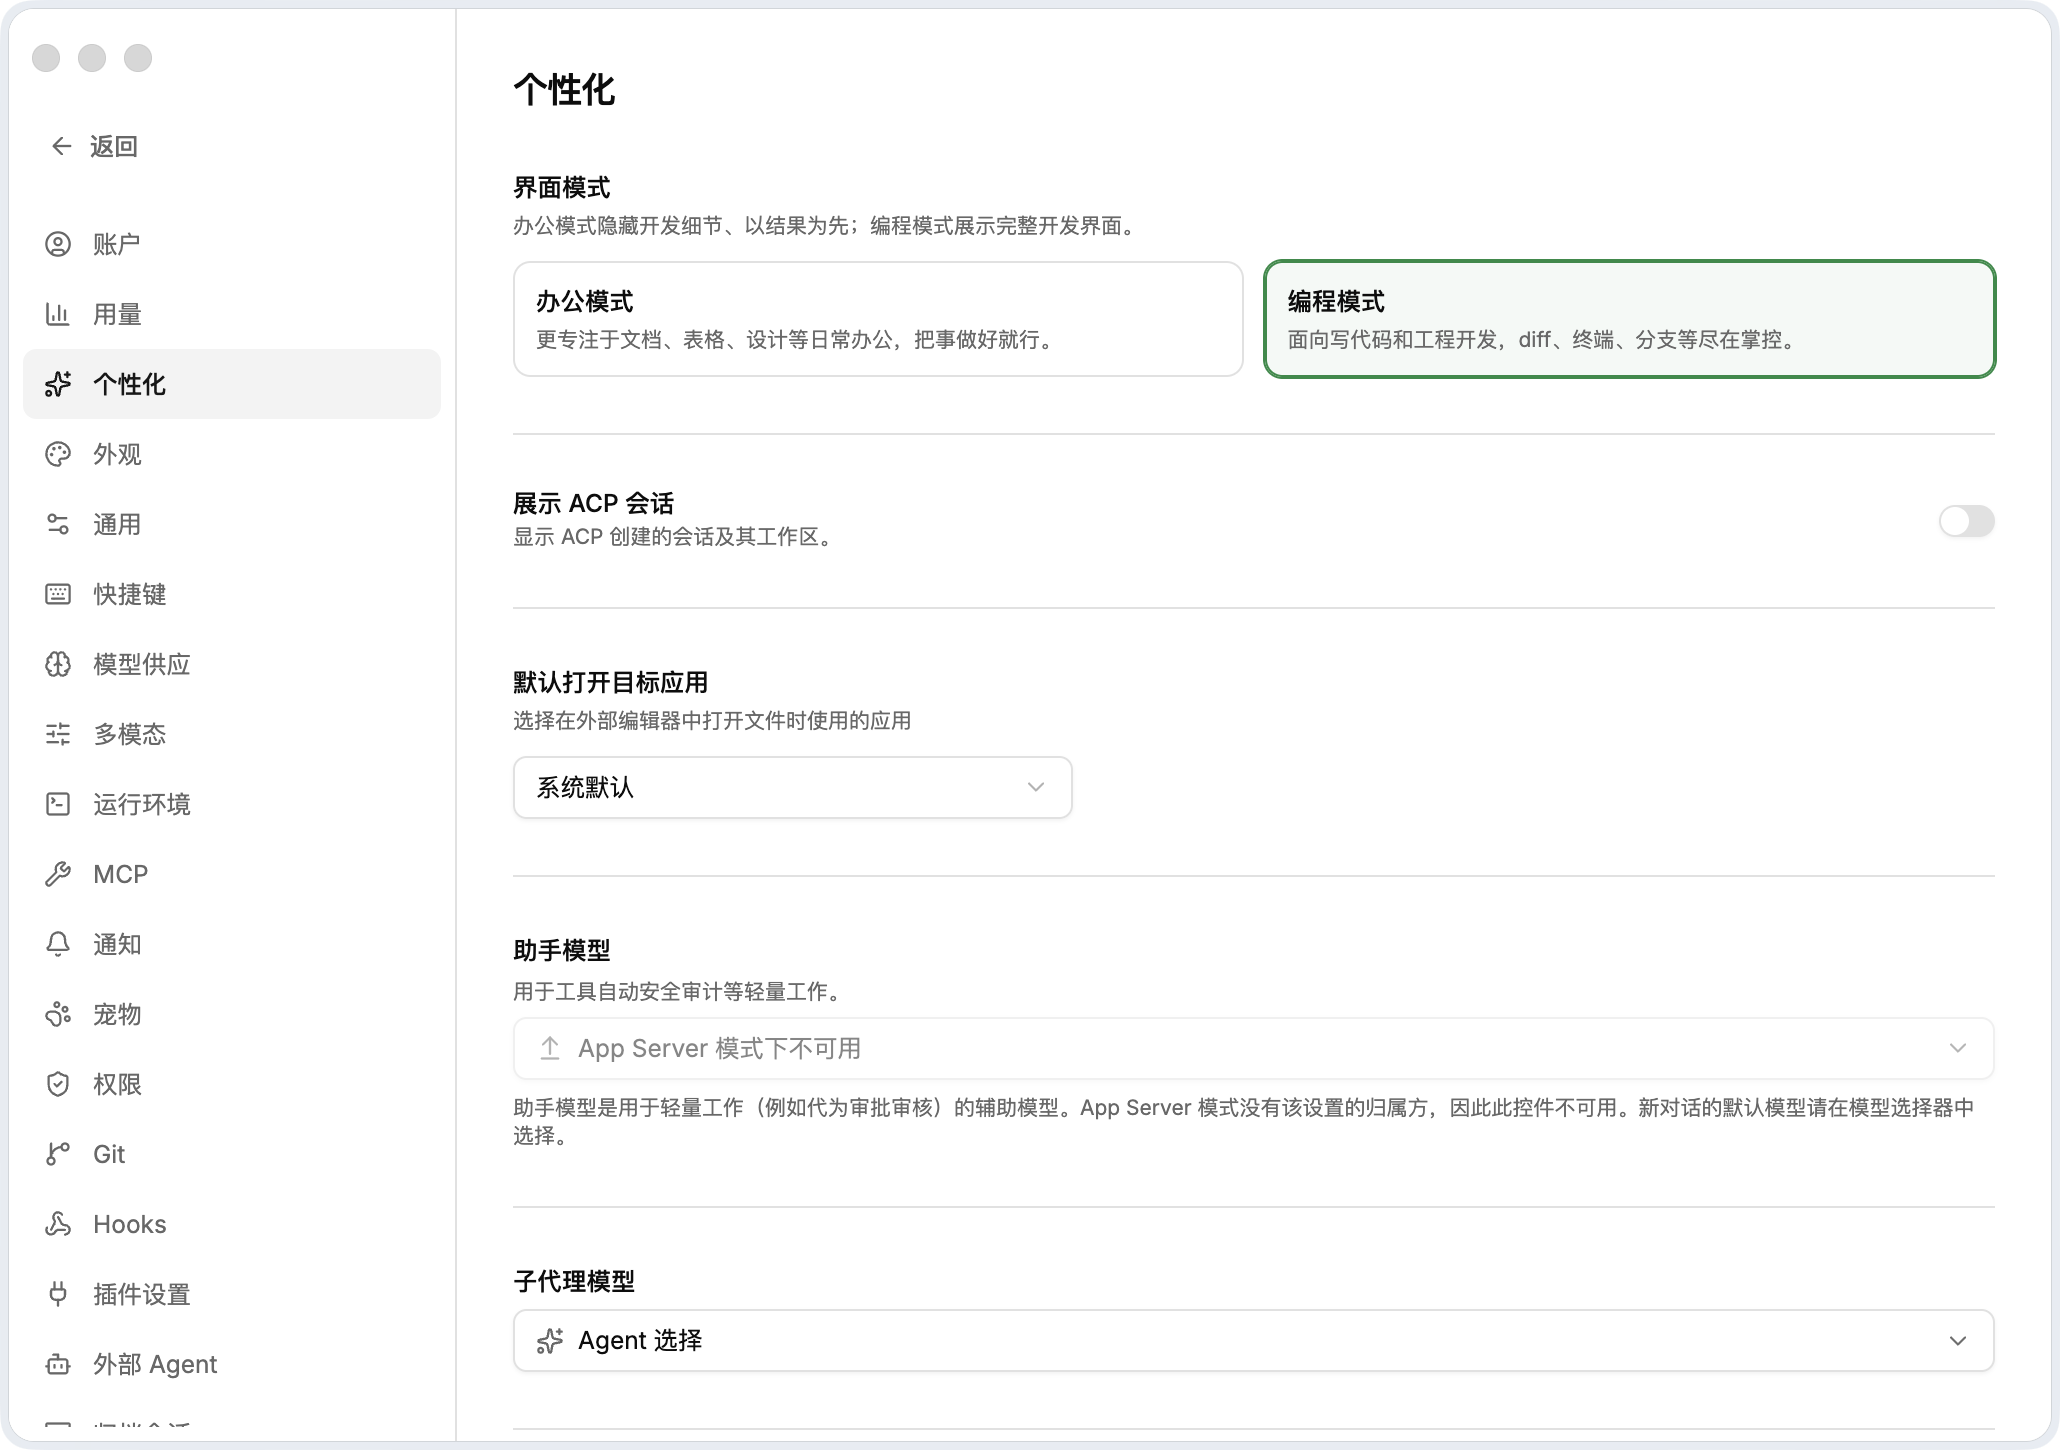 返回
账户
用量
个性化
外观
通用
快捷键
模型供应
多模态
运行环境
MCP
通知
宠物
权限
Git
Hooks
插件设置
外部 Agent
个性化
界面模式
办公模式隐藏开发细节、以结果为先；编程模式展示完整开发界面。
办公模式
更专注于文档、表格、设计等日常办公，把事做好就行。
编程模式
面向写代码和工程开发，diff、终端、分支等尽在掌控。
展示 ACP 会话
显示 ACP 创建的会话及其工作区。
默认打开目标应用
选择在外部编辑器中打开文件时使用的应用
系统默认
助手模型
用于工具自动安全审计等轻量工作。
App Server 模式下不可用
助手模型是用于轻量工作（例如代为审批审核）的辅助模型。App Server 模式没有该设置的归属方，因此此控件不可用。新对话的默认模型请在模型选择器中
选择。
子代理模型
Agent 选择